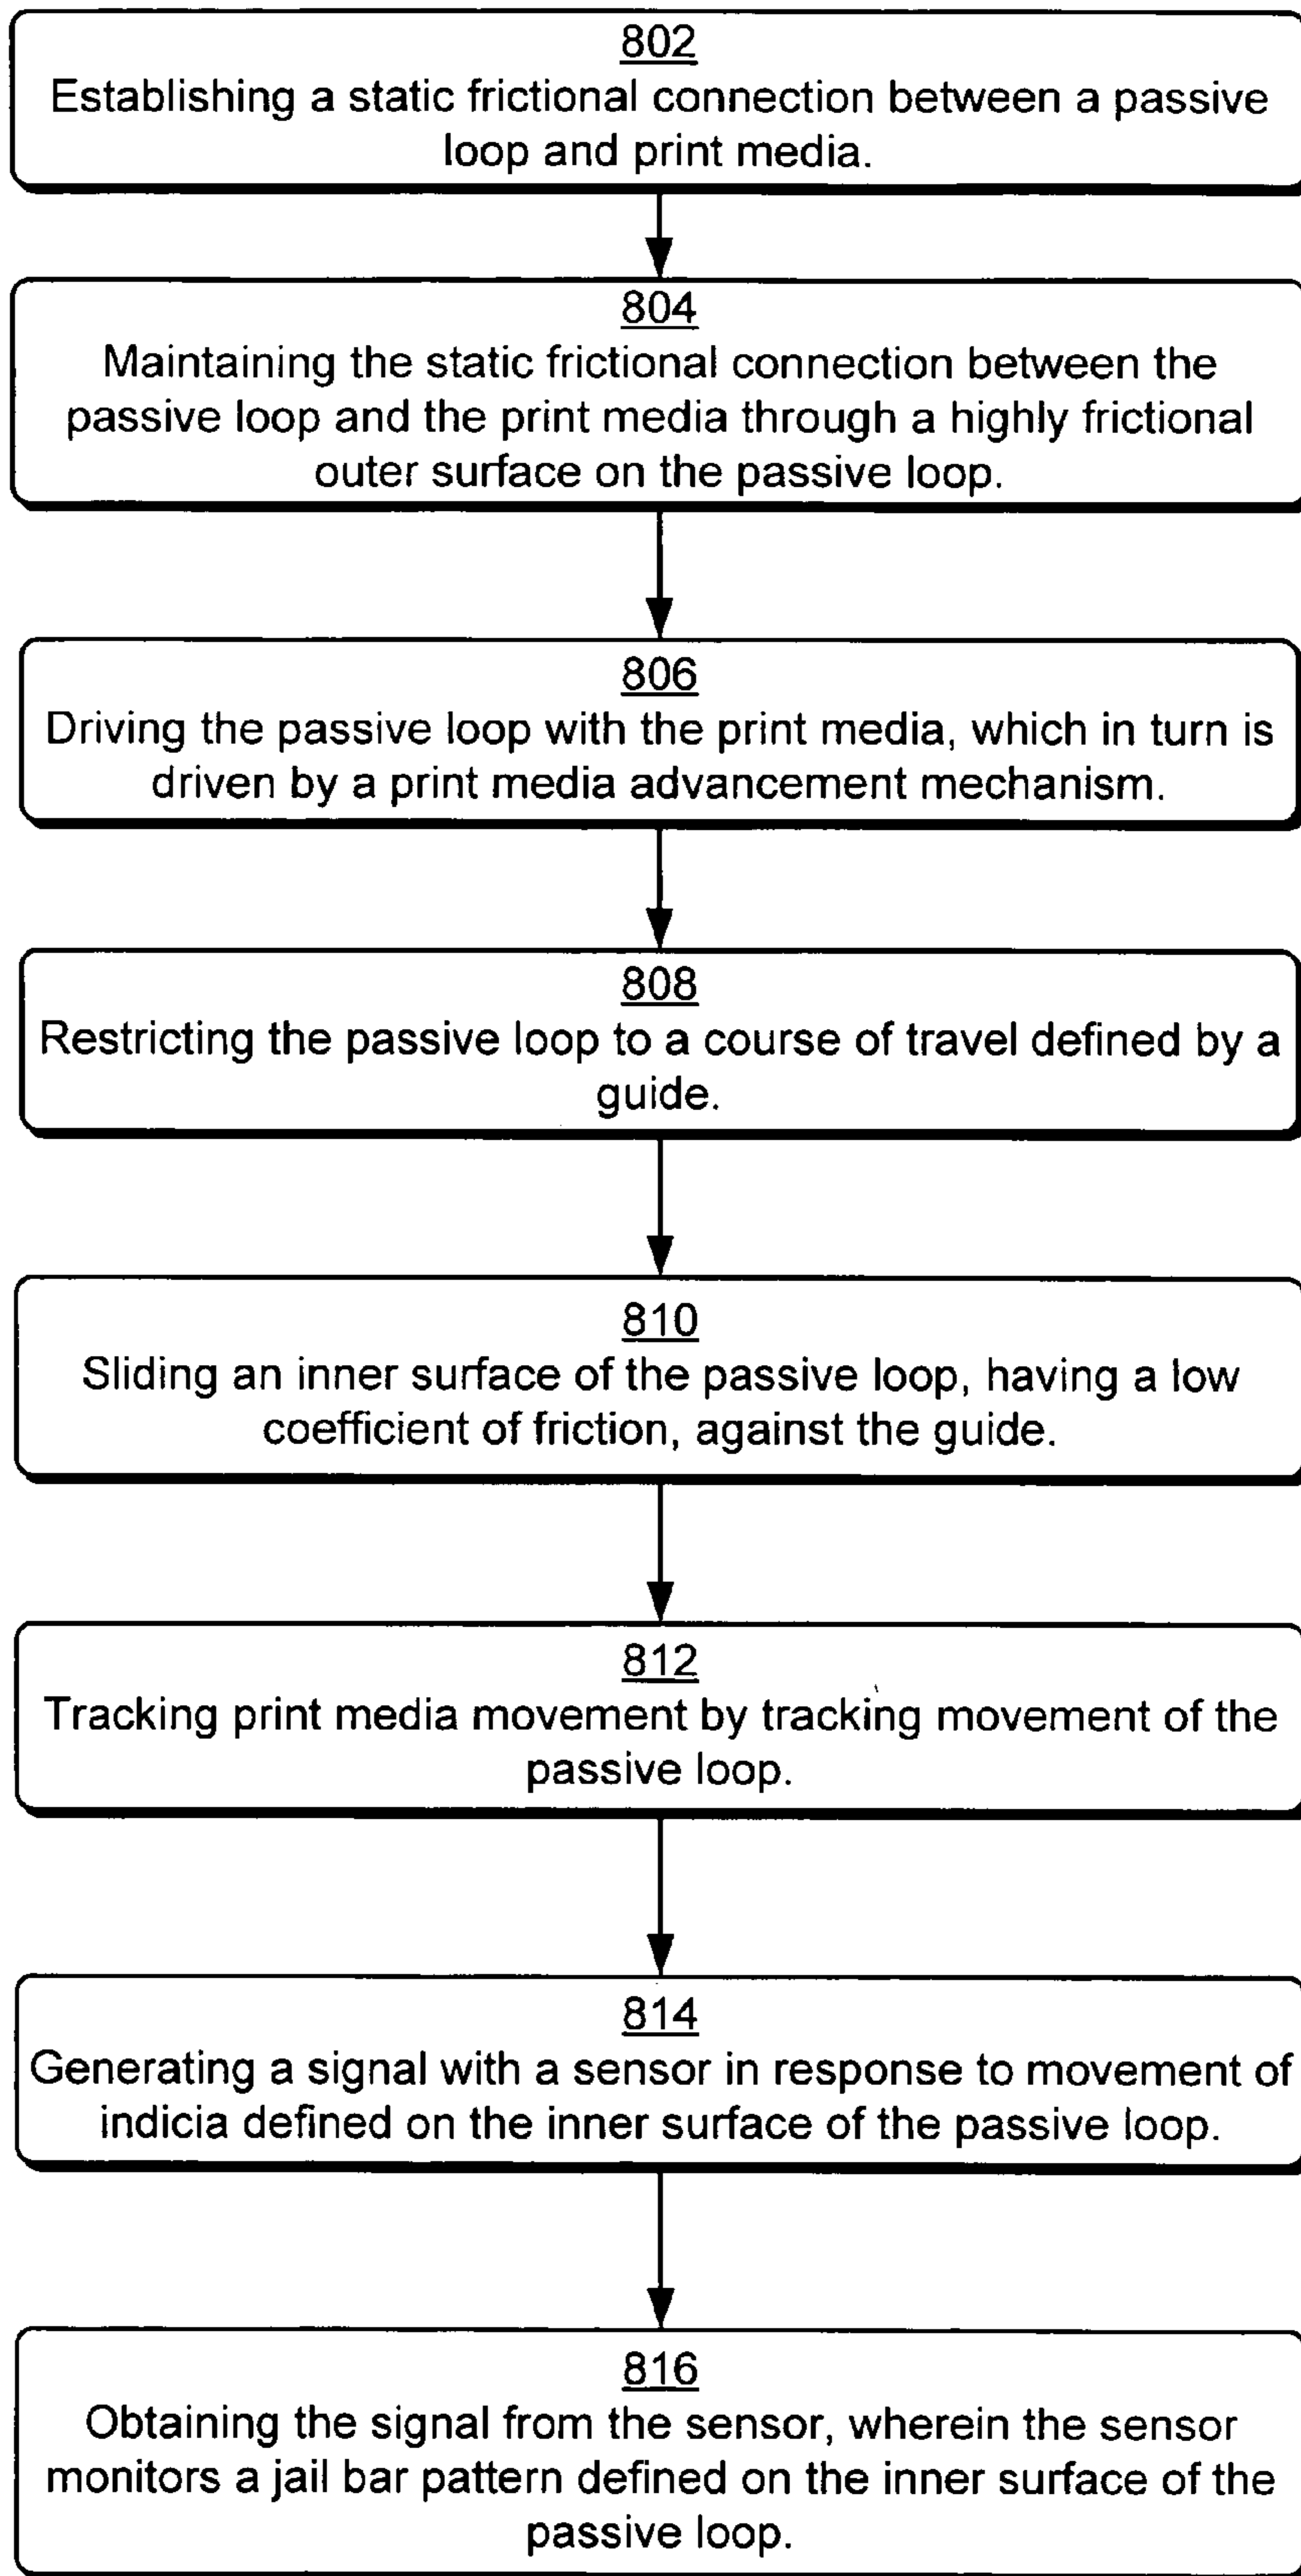 802
Establishing a static frictional connection between a passive
loop and print media.
804
Maintaining the static frictional connection between the
passive loop and the print media through a highly frictional
outer surface on the passive loop.
806
Driving the passive loop with the print media, which in turn is
driven by a print media advancement mechanism.
808
Restricting the passive loop to a course of travel defined by a
guide.
810
Sliding an inner surface of the passive loop, having a low
coefficient of friction, against the guide.
812
Tracking print media movement by tracking movement of the
passive loop.
814
Generating a signal with a sensor in response to movement of
indicia defined on the inner surface of the passive loop.
816
Obtaining the signal from the sensor, wherein the sensor
monitors a jail bar pattern defined on the inner surface of the
passive loop.